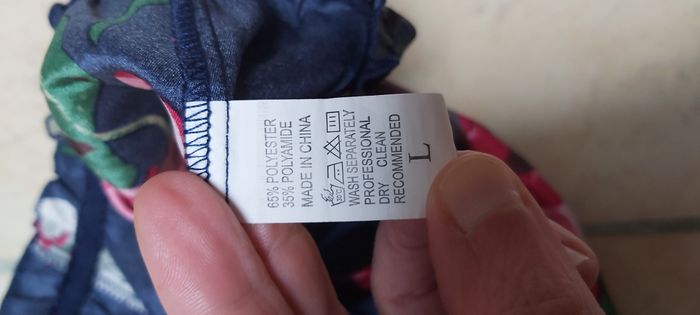 65% POLYESTER
35% POLYAMIDE
MADE IN CHINA
WASH SEPARATELY
PROFESSIONAL
DRY CLEAN
RECOMMENDED
L